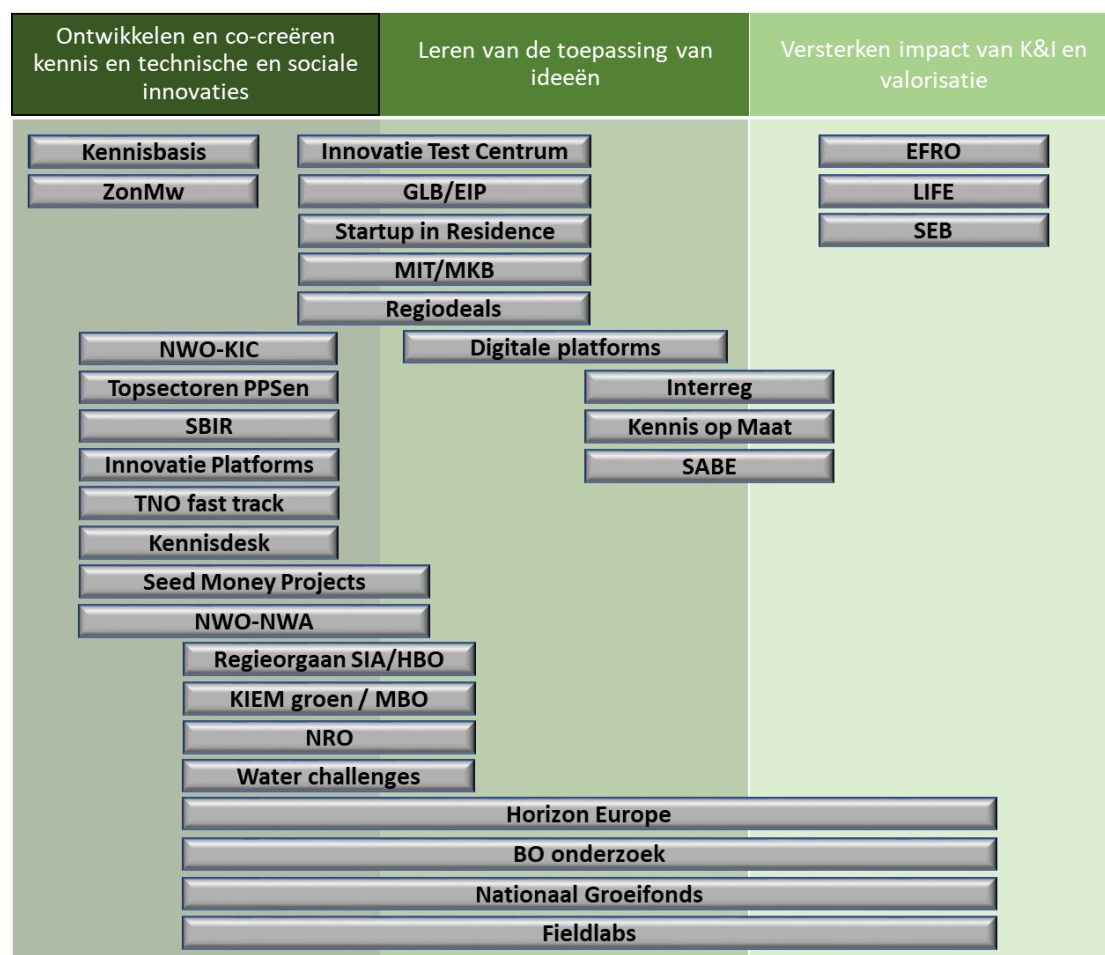 Ontwikkelen en co-creëren
kennis en technische en sociale
innovaties
Leren van de toepassing van
ideeën
Versterken impact van K&I en
valorisatie
Kennisbasis
Innovatie Test Centrum
EFRO
ZonMw
GLB/EIP
LIFE
Startup in Residence
SEB
MIT/MKB
Regiodeals
NWO-KIC
Digitale platforms
Topsectoren PPSen
Interreg
SBIR
Kennis op Maat
Innovatie Platforms
SABE
TNO fast track
Kennisdesk
Seed Money Projects
NWO-NWA
Regieorgaan SIA/HBO
KIEM groen / MBO
NRO
Water challenges
Horizon Europe
BO onderzoek
Nationaal Groeifonds
Fieldlabs